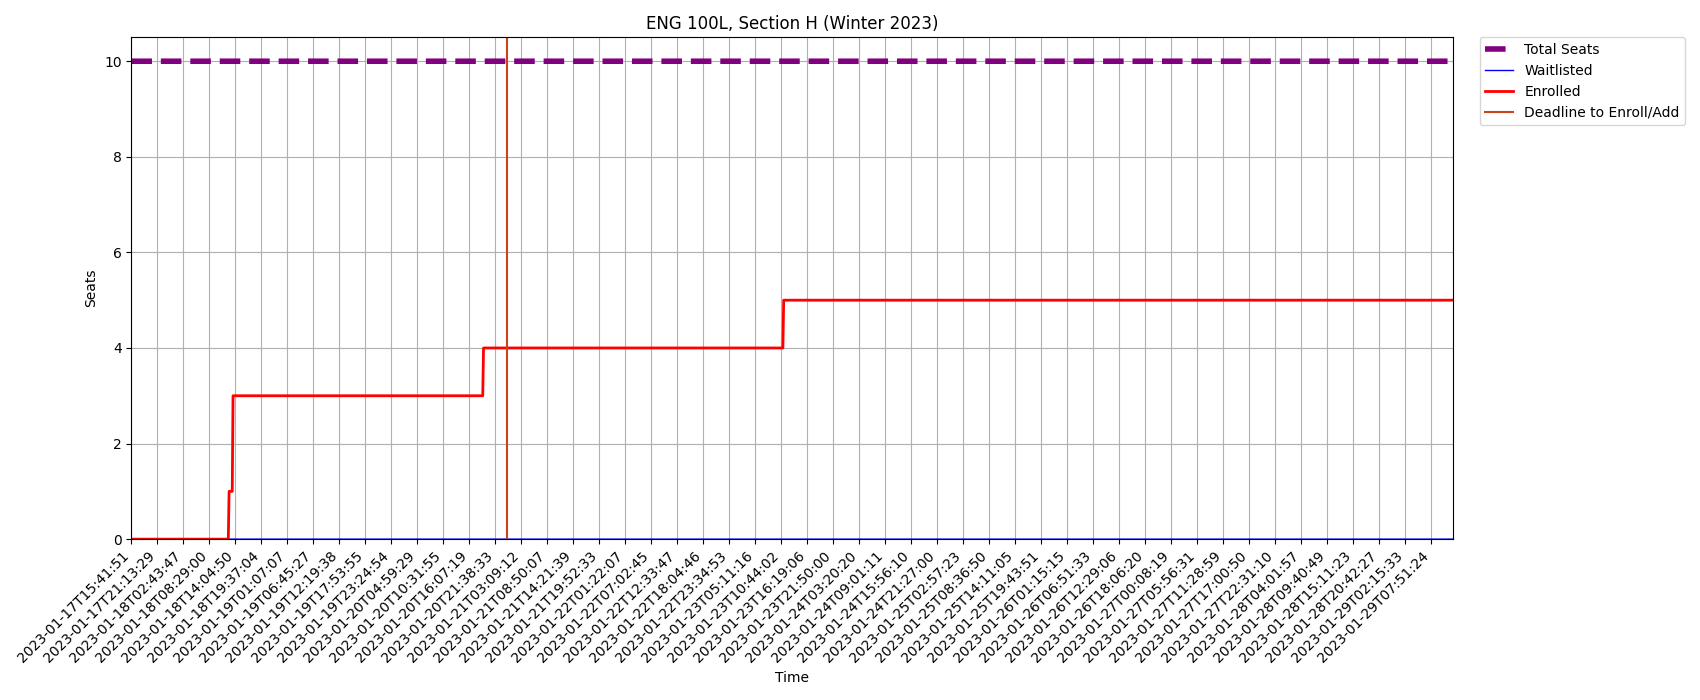 ENG 100L, Section H (Winter 2023)
Total Seats
Waitlisted
Enrolled
Deadline to Enroll/Add
Seats
10
8
6
4
2
0
2023-01-17T15:41:51
2023-01-17T21:13:29
2023-01-18T02:43:47
2023-01-18T08:29:00
2023-01-18T14:04:50
2023-01-18T19:37:04
2023-01-19T01:07:07
2023-01-19T06:45:27
2023-01-19T12:19:38
2023-01-19T17:53:55
2023-01-19T23:24:54
2023-01-20T04:59:29
2023-01-20T10:31:55
2023-01-20T16:07:19
2023-01-20T21:38:33
2023-01-21T03:09:12
2023-01-21T08:50:07
2023-01-21T14:21:39
2023-01-21T19:52:33
2023-01-22T01:22:07
2023-01-22T07:02:45
2023-01-22T12:33:47
2023-01-22T18:04:46
2023-01-22T23:34:53
2023-01-23T05:11:16
2023-01-23T10:44:02
2023-01-23T16:19:06
2023-01-23T21:50:00
2023-01-24T03:20:20
2023-01-24T09:01:11
2023-01-24T15:56:10
2023-01-24T21:27:00
2023-01-25T02:57:23
2023-01-25T08:36:50
2023-01-25T14:11:05
2023-01-25T19:43:51
2023-01-26T01:15:15
2023-01-26T06:51:33
2023-01-26T12:29:06
2023-01-26T18:06:20
2023-01-27T00:08:19
2023-01-27T05:56:31
2023-01-27T11:28:59
2023-01-27T17:00:50
2023-01-27T22:31:10
2023-01-28T04:01:57
2023-01-28T09:40:49
2023-01-28T15:11:23
2023-01-28T20:42:27
2023-01-29T02:15:33
2023-01-29T07:51:24
Time